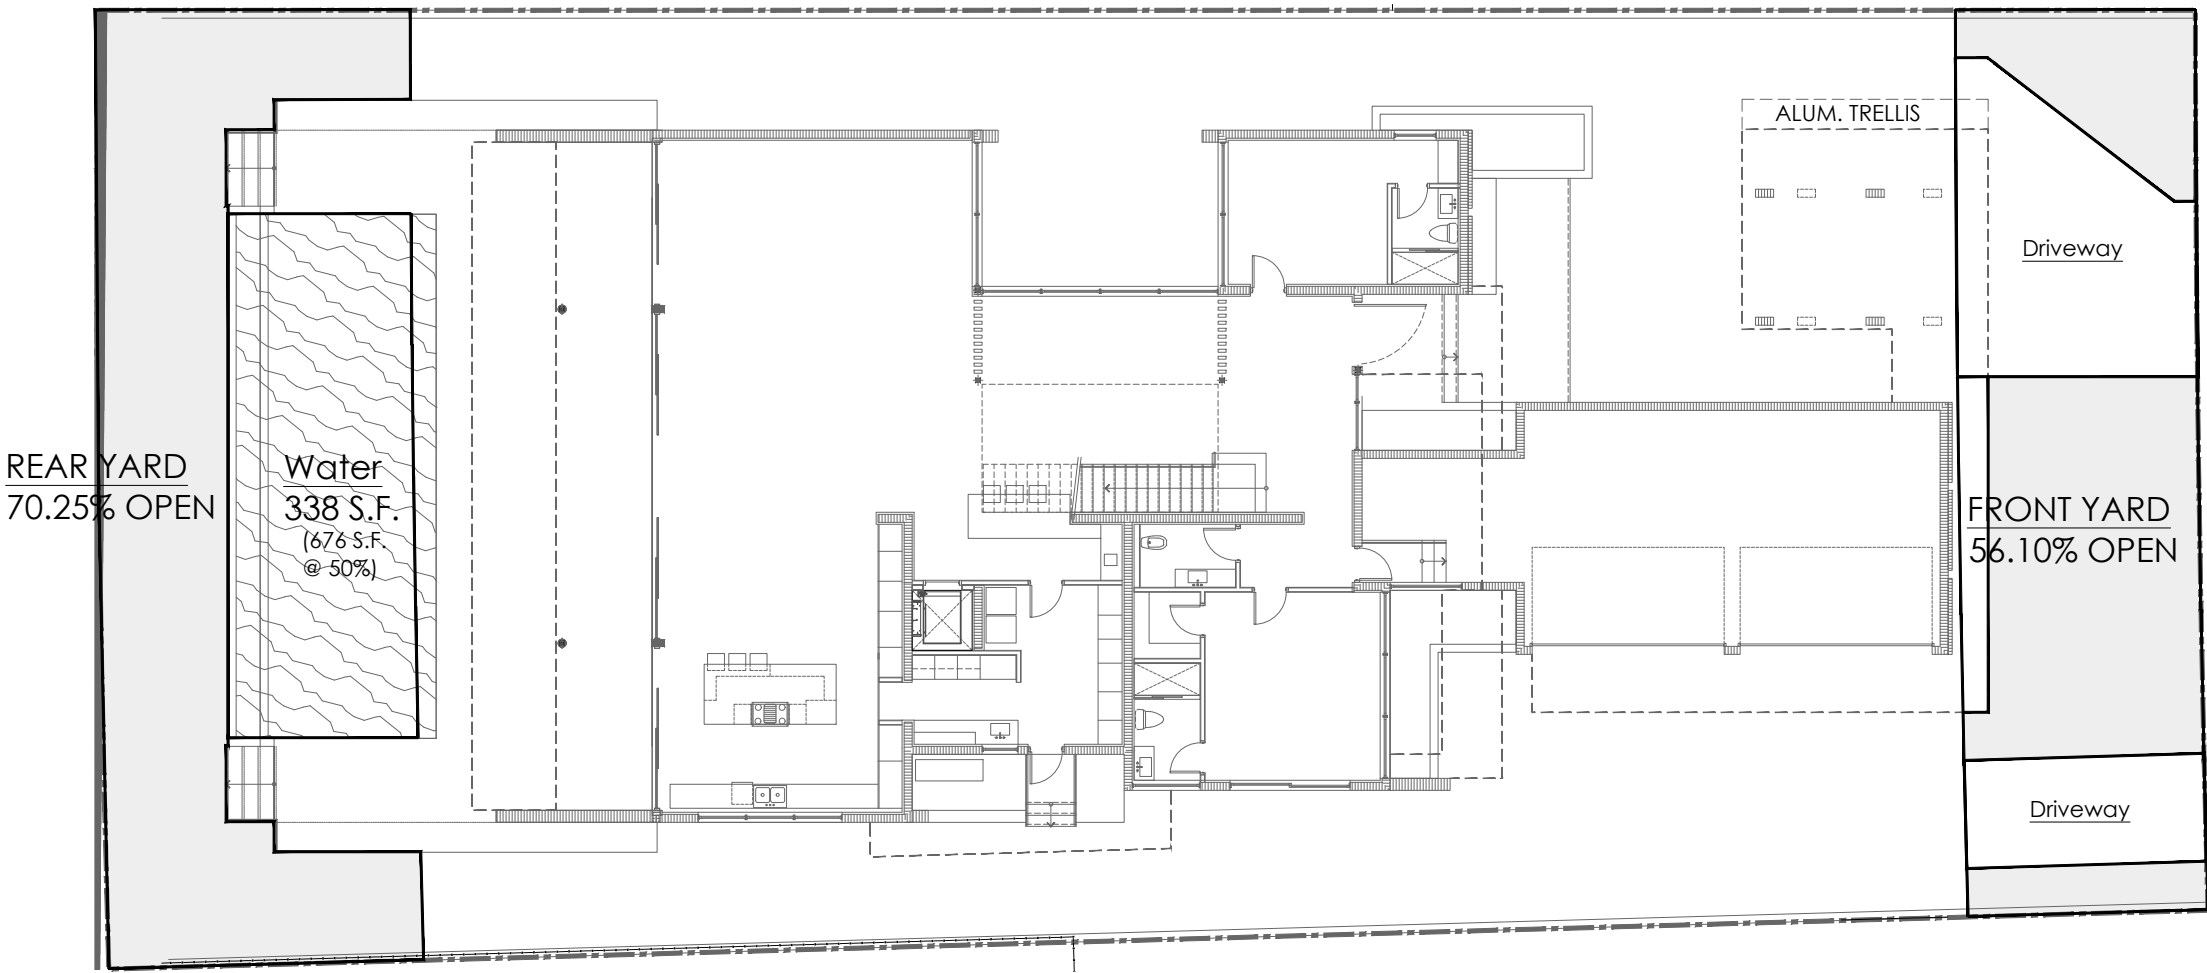 ALUM. TRELLIS
Driveway
REAR YARD
70.25% OPEN
Water
338 S.F.
(676 S.F.
@ 50%)
FRONT YARD
56.10% OPEN
Driveway